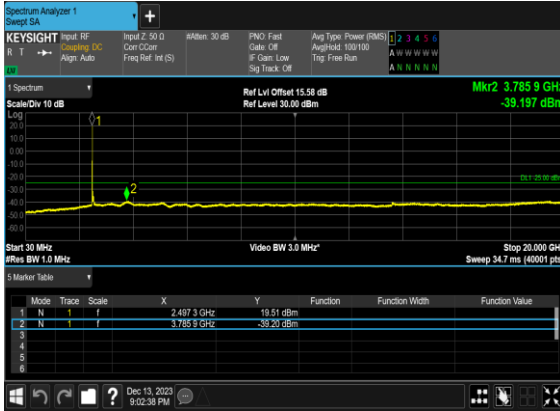 Spectrum Analyzer 1
Swept SA
+
KEYSIGHT Input: RF Input Z: 50 Ω #Atten: 30 dB PNO: Fast Avg Type: Power (RMS) 1 2 3 4 5 6
R T Coupling: DC Corr CCorr Gate: Off Avg|Hold: 100/100 A W W W W W
Align: Auto Freq Ref: Int (S) IF Gain: Low Trig: Free Run
Sig Track: Off A N N N N N
1 Spectrum Ref Lvl Offset 15.58 dB Mkr2 3.785 9 GHz
Scale/Div 10 dB Ref Level 30.00 dBm -39.197 dBm
Log
20.0
10.0
0.00
-10.0
-20.0
-30.0
-40.0
-50.0
-60.0
1
2
DL1 -25.00 dBm
Start 30 MHz Video BW 3.0 MHz* Stop 20.000 GHz
#Res BW 1.0 MHz Sweep 34.7 ms (40001 pts)
5 Marker Table
Mode Trace Scale X Y Function Function Width Function Value
1 N 1 f 2.497 3 GHz 19.51 dBm
2 N 1 f 3.785 9 GHz -39.20 dBm
3
4
5
6
? Dec 13, 2023
9:02:38 PM